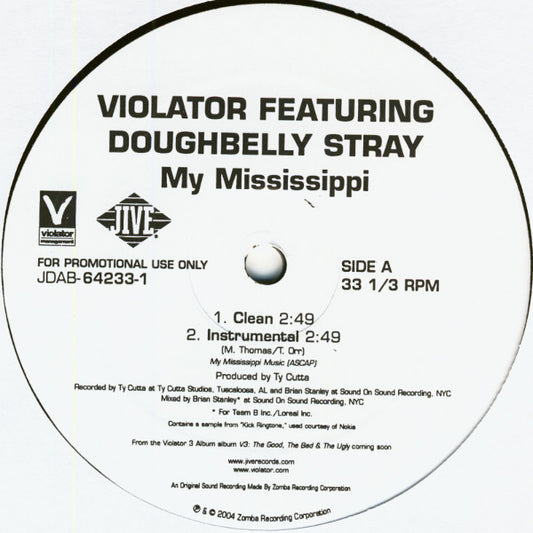 VIOLATOR FEATURING
DOUGHBELLY STRAY
My Mississippi
V
violator
management
JIVE
FOR PROMOTIONAL USE ONLY
JDAB-64233-1
SIDE A
33 1/3 RPM
1. Clean 2:49
2. Instrumental 2:49
(M. Thomas/T. Orr)
My Mississippi Music (ASCAP)
Produced by Ty Cutta
Recorded by Ty Cutta at Ty Cutta Studios, Tuscaloosa, AL and Brian Stanley at Sound On Sound Recording, NYC
Mixed by Brian Stanley* at Sound On Sound Recording, NYC
* For Team B Inc./Loreal Inc.
Contains a sample from "Kick Ringtone," used courtesy of Nokia
From the Violator 3 Album album V3: The Good, The Bad & The Ugly coming soon
www.jiverecords.com
www.violator.com
An Original Sound Recording Made By Zomba Recording Corporation
℗ & © 2004 Zomba Recording Corporation